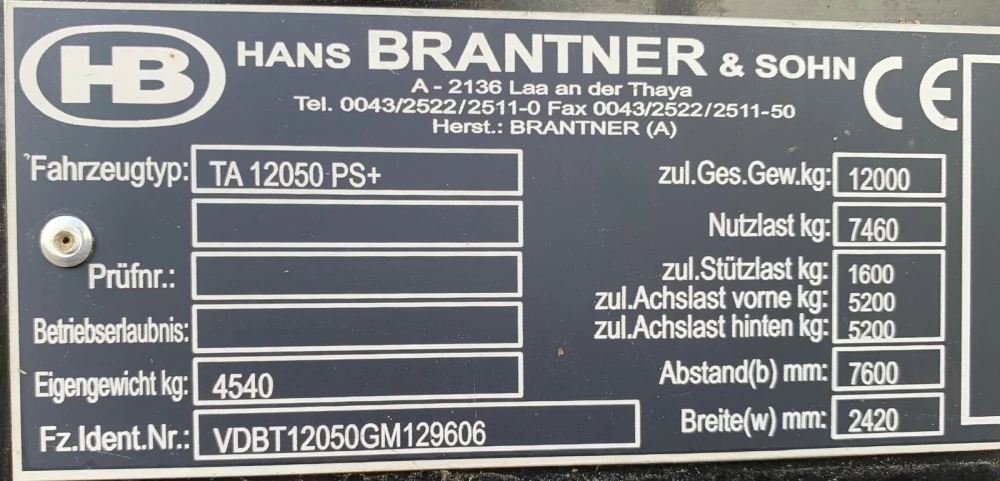 HB HANS BRANTNER & SOHN CE
A - 2136 Laa an der Thaya
Tel. 0043/2522/2511-0 Fax 0043/2522/2511-50
Herst.: BRANTNER (A)
Fahrzeugtyp: TA 12050 PS+
Prüfnr.:
Betriebserlaubnis:
Eigengewicht kg: 4540
Fz.Ident.Nr.: VDBT12050GM129606
zul.Ges.Gew.kg: 12000
Nutzlast kg: 7460
zul.Stützlast kg: 1600
zul.Achslast vorne kg: 5200
zul.Achslast hinten kg: 5200
Abstand(b) mm: 7600
Breite(w) mm: 2420